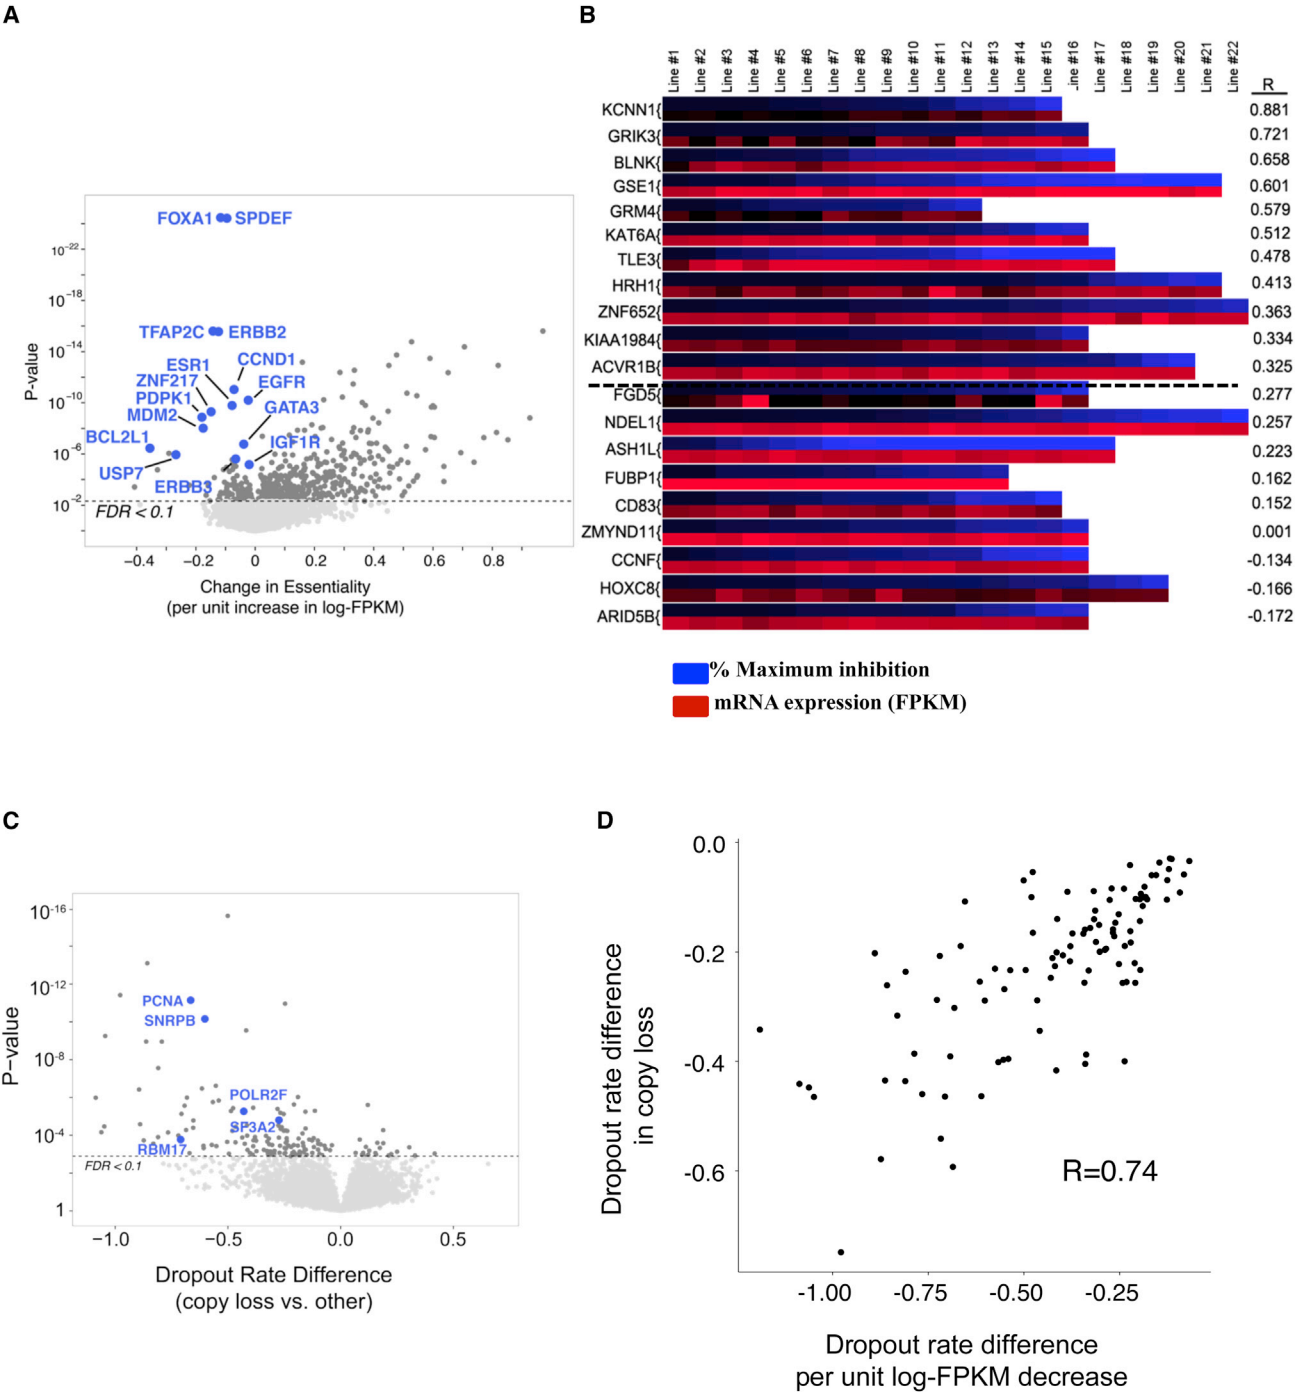 A
FOXA1 SPDEF
TFAP2C ERBB2
ESR1 CCND1
ZNF217 EGFR
PDPK1
MDM2 GATA3
BCL2L1 IGF1R
USP7
ERBB3
FDR < 0.1
P-value
10-22
10-18
10-14
10-10
10-6
10-2
−0.4 −0.2 0 0.2 0.4 0.6 0.8
Change in Essentiality
(per unit increase in log-FPKM)
B
Line #1 Line #2 Line #3 Line #4 Line #5 Line #6 Line #7 Line #8 Line #9 Line #10 Line #11 Line #12 Line #13 Line #14 Line #15 Line #16 Line #17 Line #18 Line #19 Line #20 Line #21 Line #22
R
KCNN1{ 0.881
GRIK3{ 0.721
BLNK{ 0.658
GSE1{ 0.601
GRM4{ 0.579
KAT6A{ 0.512
TLE3{ 0.478
HRH1{ 0.413
ZNF652{ 0.363
KIAA1984{ 0.334
ACVR1B{ 0.325
FGD5{ 0.277
NDEL1{ 0.257
ASH1L{ 0.223
FUBP1{ 0.162
CD83{ 0.152
ZMYND11{ 0.001
CCNF{ -0.134
HOXC8{ -0.166
ARID5B{ -0.172
% Maximum inhibition
mRNA expression (FPKM)
C
P−value
10-16
10-12
10-8
10-4
1
PCNA
SNRPB
POLR2F
SF3A2
RBM17
FDR < 0.1
−1.0 −0.5 0.0 0.5
Dropout Rate Difference
(copy loss vs. other)
D
Dropout rate difference
in copy loss
0.0
-0.2
-0.4
-0.6
R=0.74
-1.00 -0.75 -0.50 -0.25
Dropout rate difference
per unit log-FPKM decrease